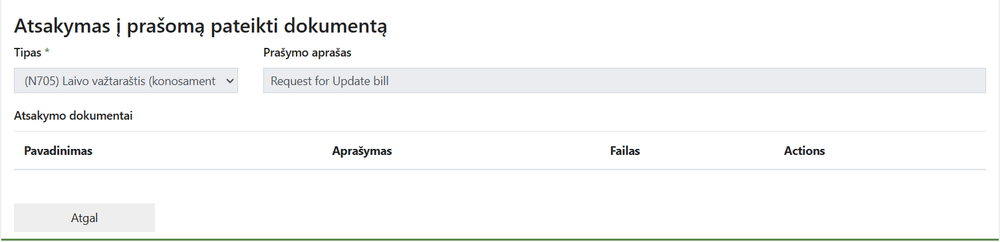 Atsakymas į prašomą pateikti dokumentą
Tipas * Prašymo aprašas
(N705) Laivo važtaraštis (konosament Request for Update bill
Atsakymo dokumentai
Pavadinimas Aprašymas Failas Actions
Atgal